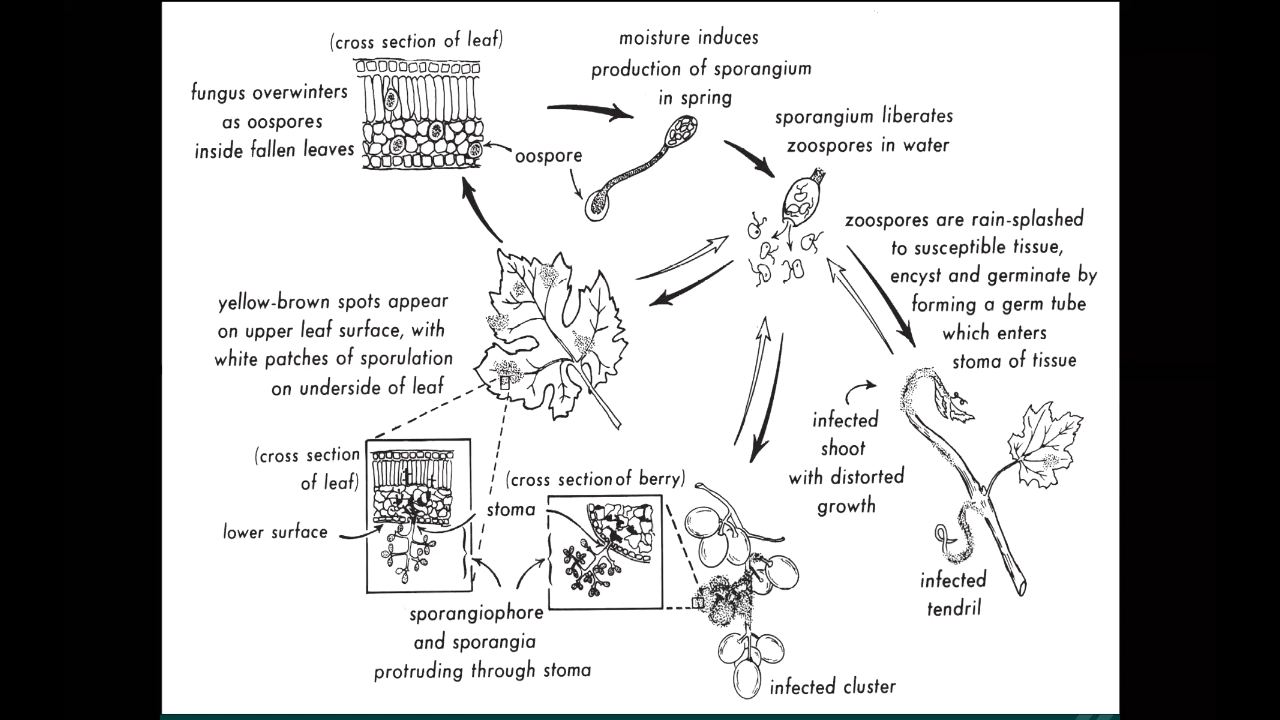 (cross section of leaf)
fungus overwinters
as oospores
inside fallen leaves
oospore
moisture induces
production of sporangium
in spring
sporangium liberates
zoospores in water
zoospores are rain-splashed
to susceptible tissue,
encyst and germinate by
forming a germ tube
which enters
stoma of tissue
yellow-brown spots appear
on upper leaf surface, with
white patches of sporulation
on underside of leaf
(cross section
of leaf)
lower surface
stoma
(cross section of berry)
sporangiophore
and sporangia
protruding through stoma
infected
shoot
with distorted
growth
infected
tendril
infected cluster